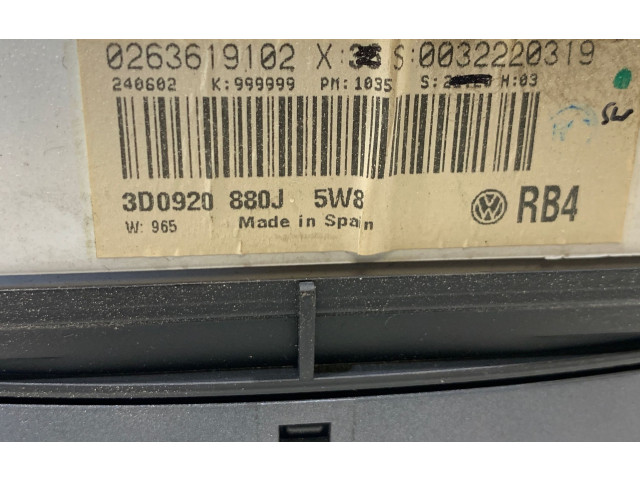 0263619102 X: S:0032220319
240602 K:999999 PM:1035 S: H:03
3D0920 880J 5W8 RB4
W: 965 Made in Spain